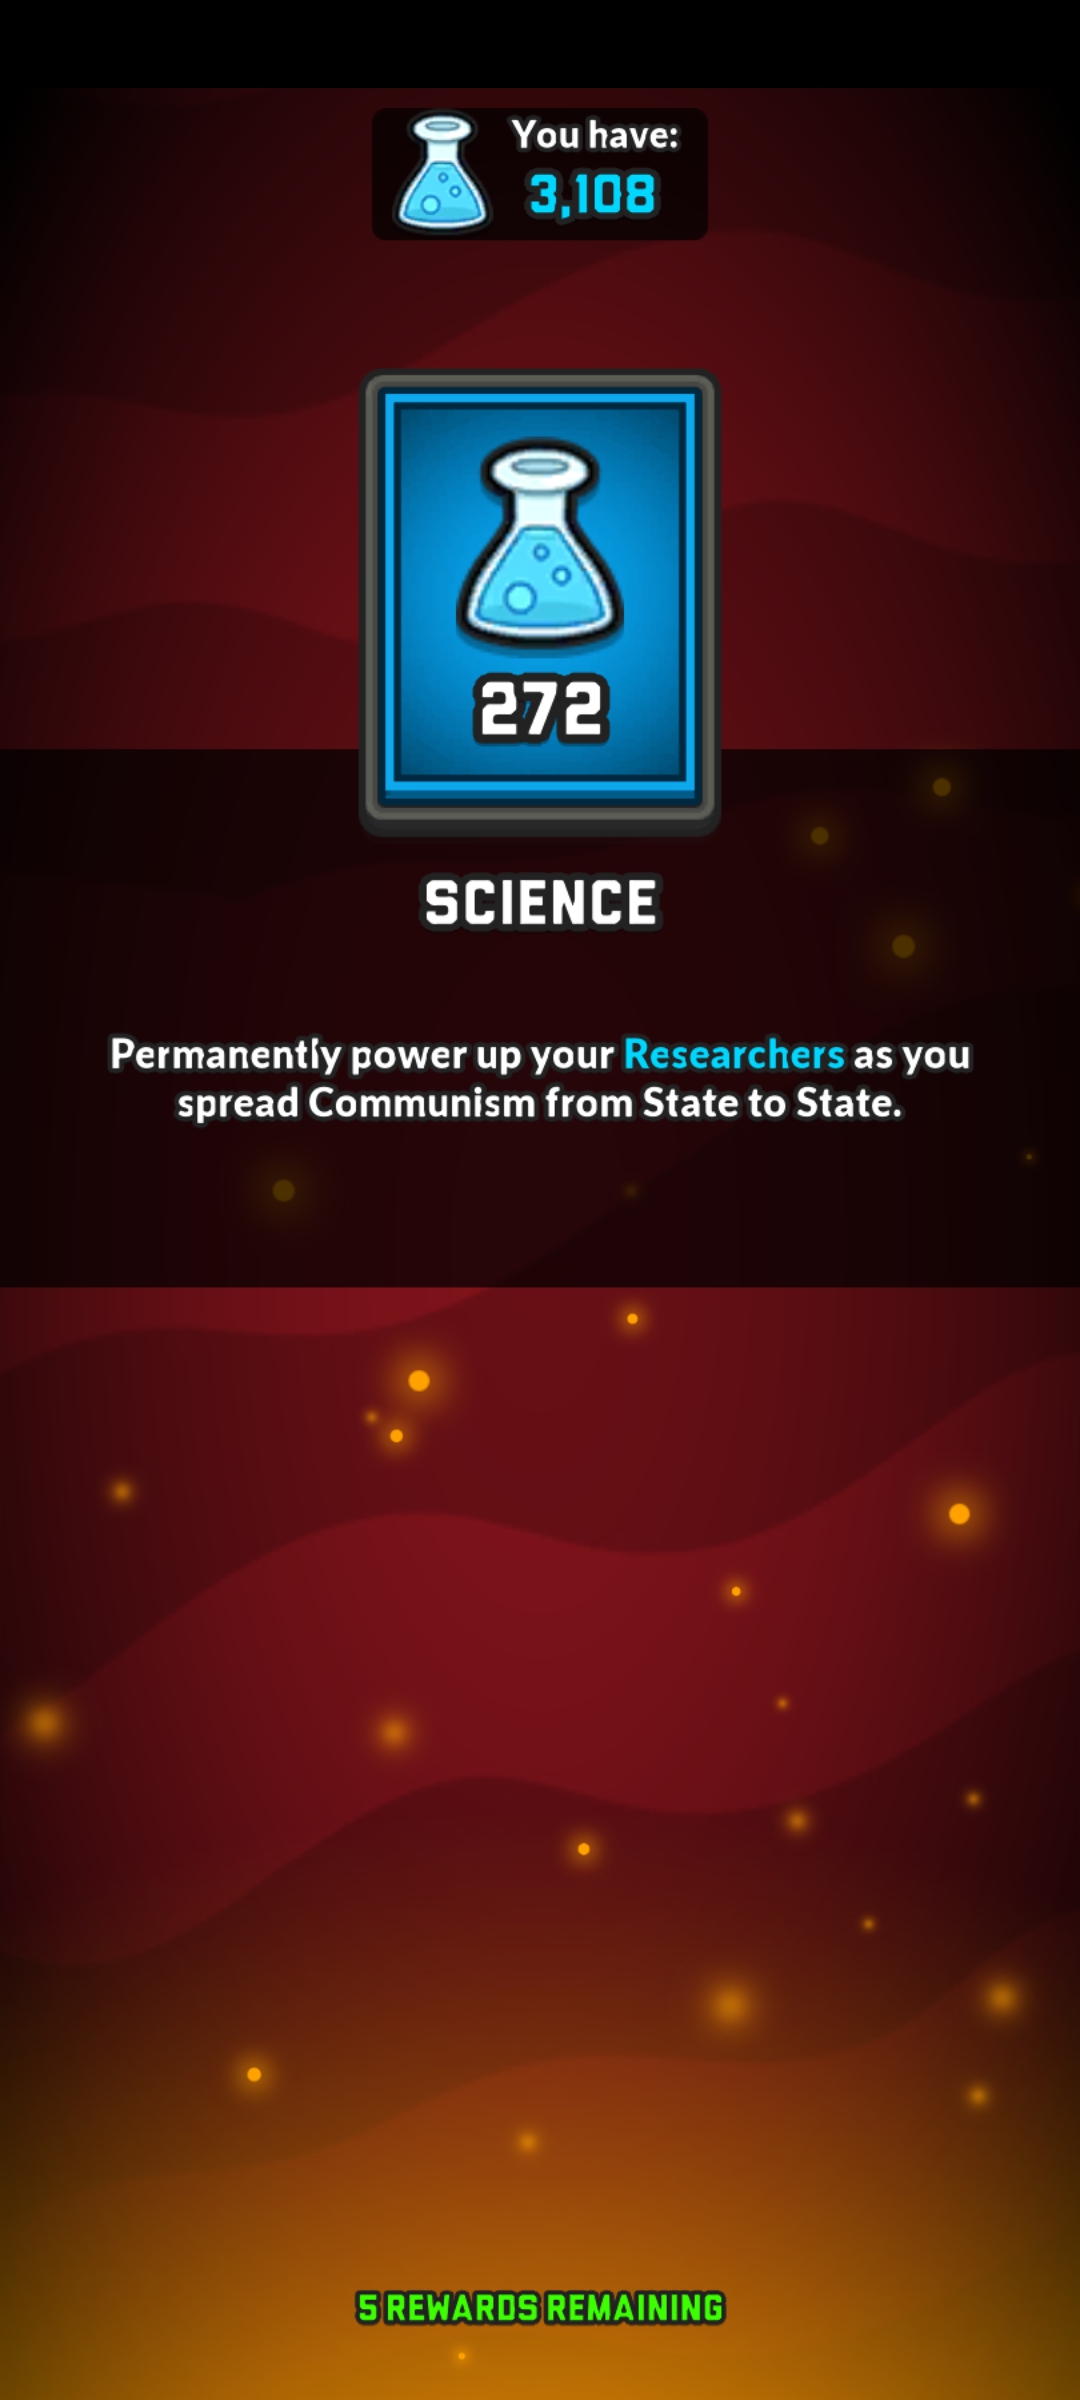 You have:
3,108
272
SCIENCE
Permanently power up your Researchers as you
spread Communism from State to State.
5 REWARDS REMAINING